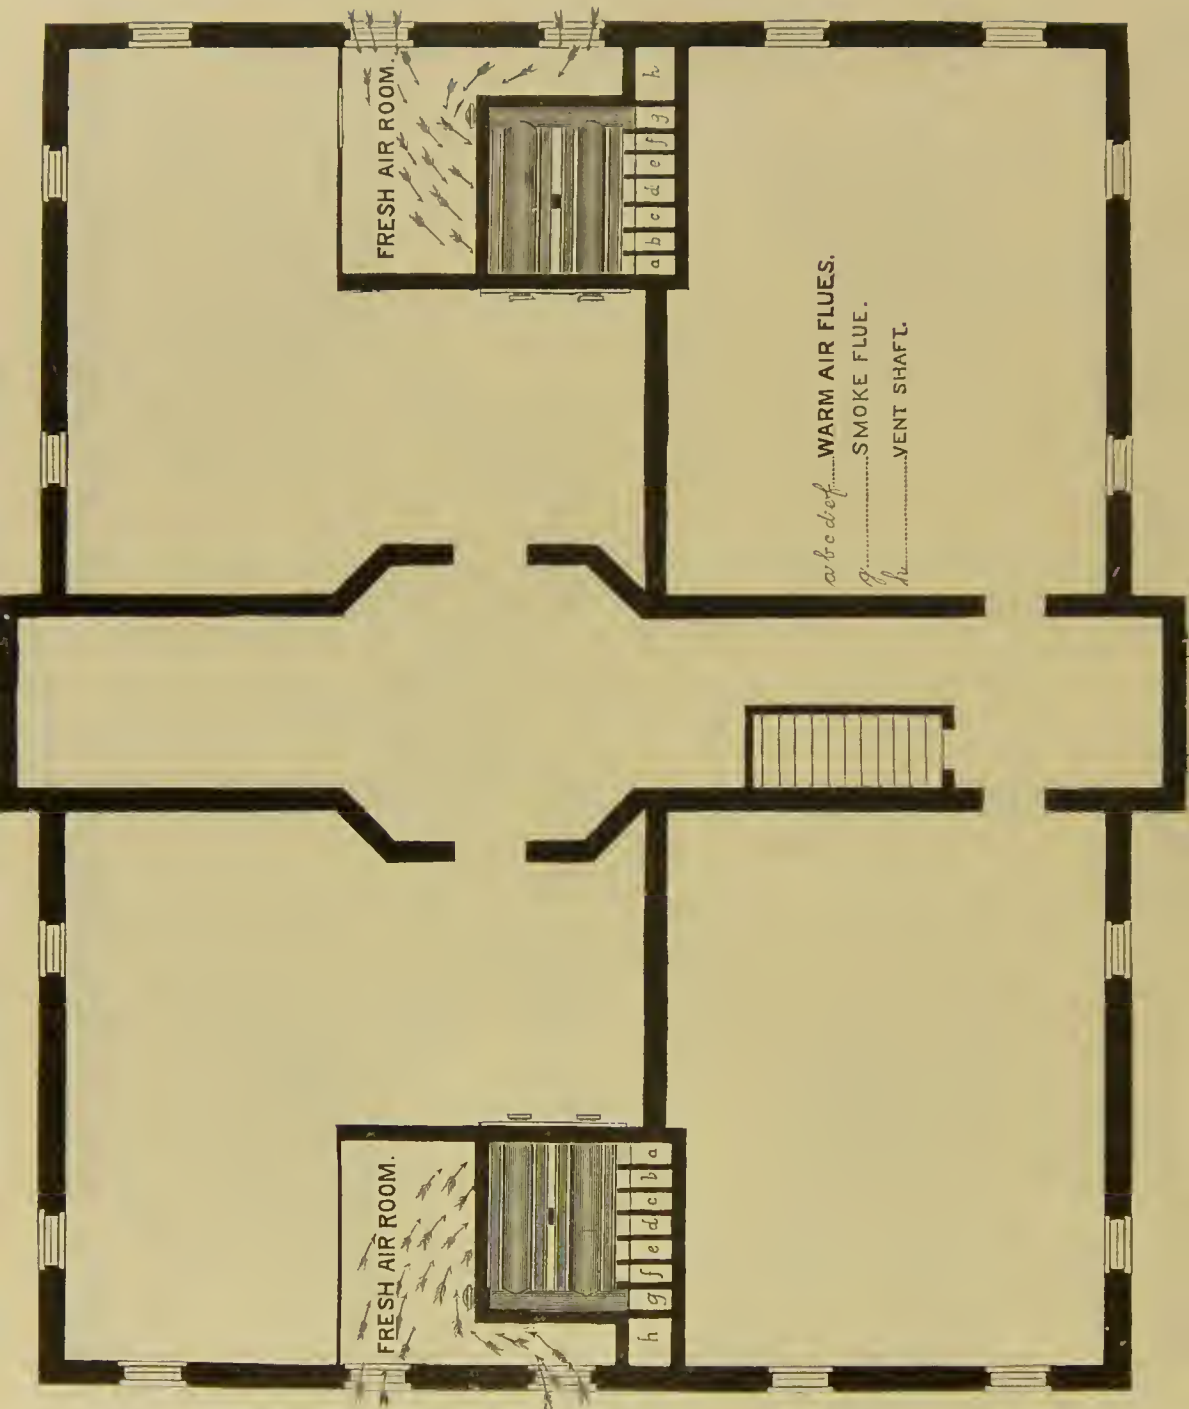 FRESH AIR ROOM.
h
g
f
e
d
c
b
a
a b c d e f......WARM AIR FLUES.
g..................SMOKE FLUE.
h..................VENT SHAFT.
FRESH AIR ROOM.
a
b
c
d
e
f
g
h